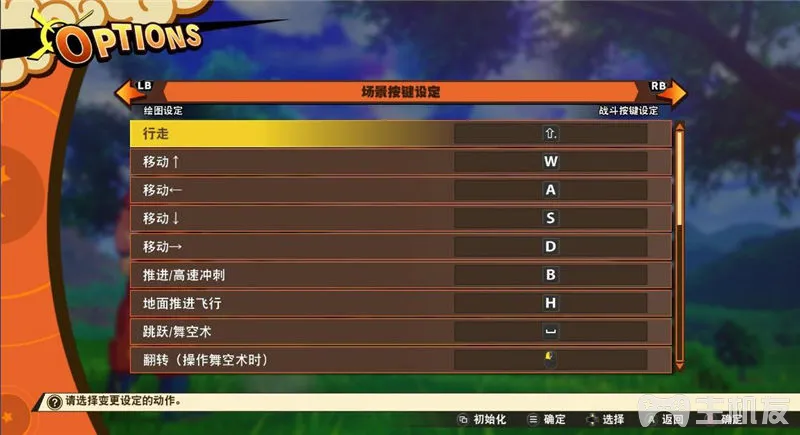 OPTIONS
LB 场景按键设定 RB
绘图设定 战斗按键设定
行走 ⇧.
移动↑ W
移动← A
移动↓ S
移动→ D
推进/高速冲刺 B
地面推进飞行 H
跳跃/舞空术 ⎵
翻转（操作舞空术时）
? 请选择变更设定的动作。
初始化 确定 选择 A 返回 确定
主机友